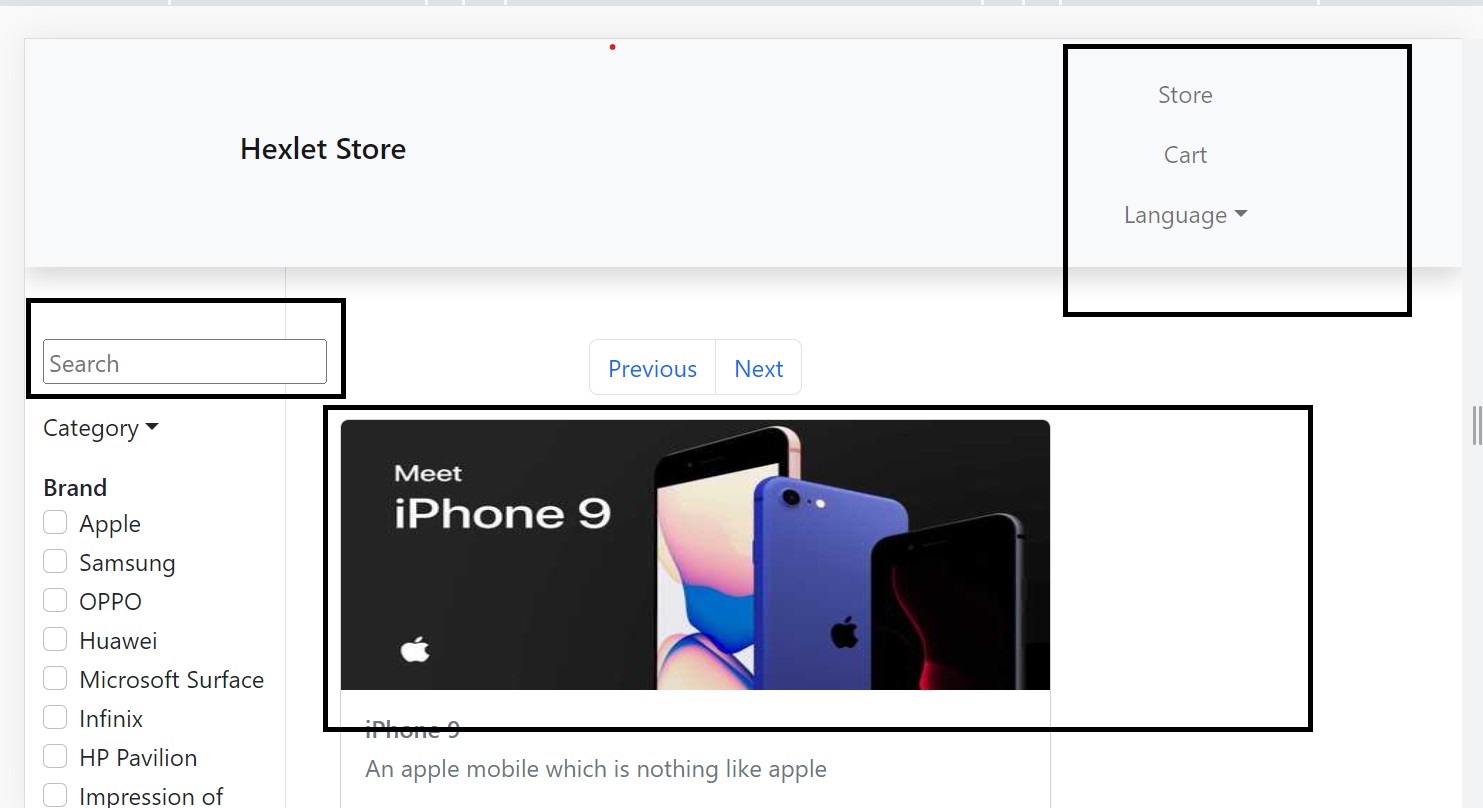 Hexlet Store
Store
Cart
Language
Search
Category
Brand
Apple
Samsung
OPPO
Huawei
Microsoft Surface
Infinix
HP Pavilion
Impression of
Previous Next
Meet
iPhone 9
iPhone 9
An apple mobile which is nothing like apple